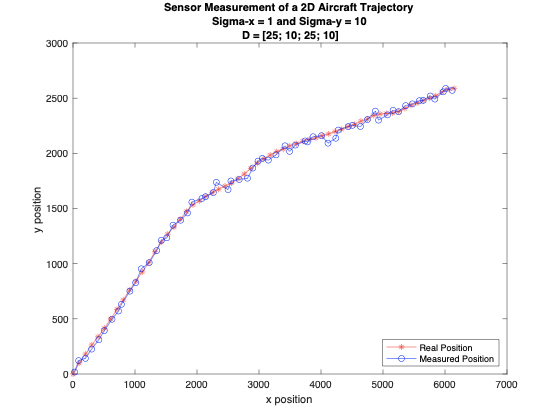 Sensor Measurement of a 2D Aircraft Trajectory
Sigma-x = 1 and Sigma-y = 10
D = [25; 10; 25; 10]
3000
2500
2000
1500
1000
500
0
y position
0 1000 2000 3000 4000 5000 6000 7000
x position
Real Position
Measured Position